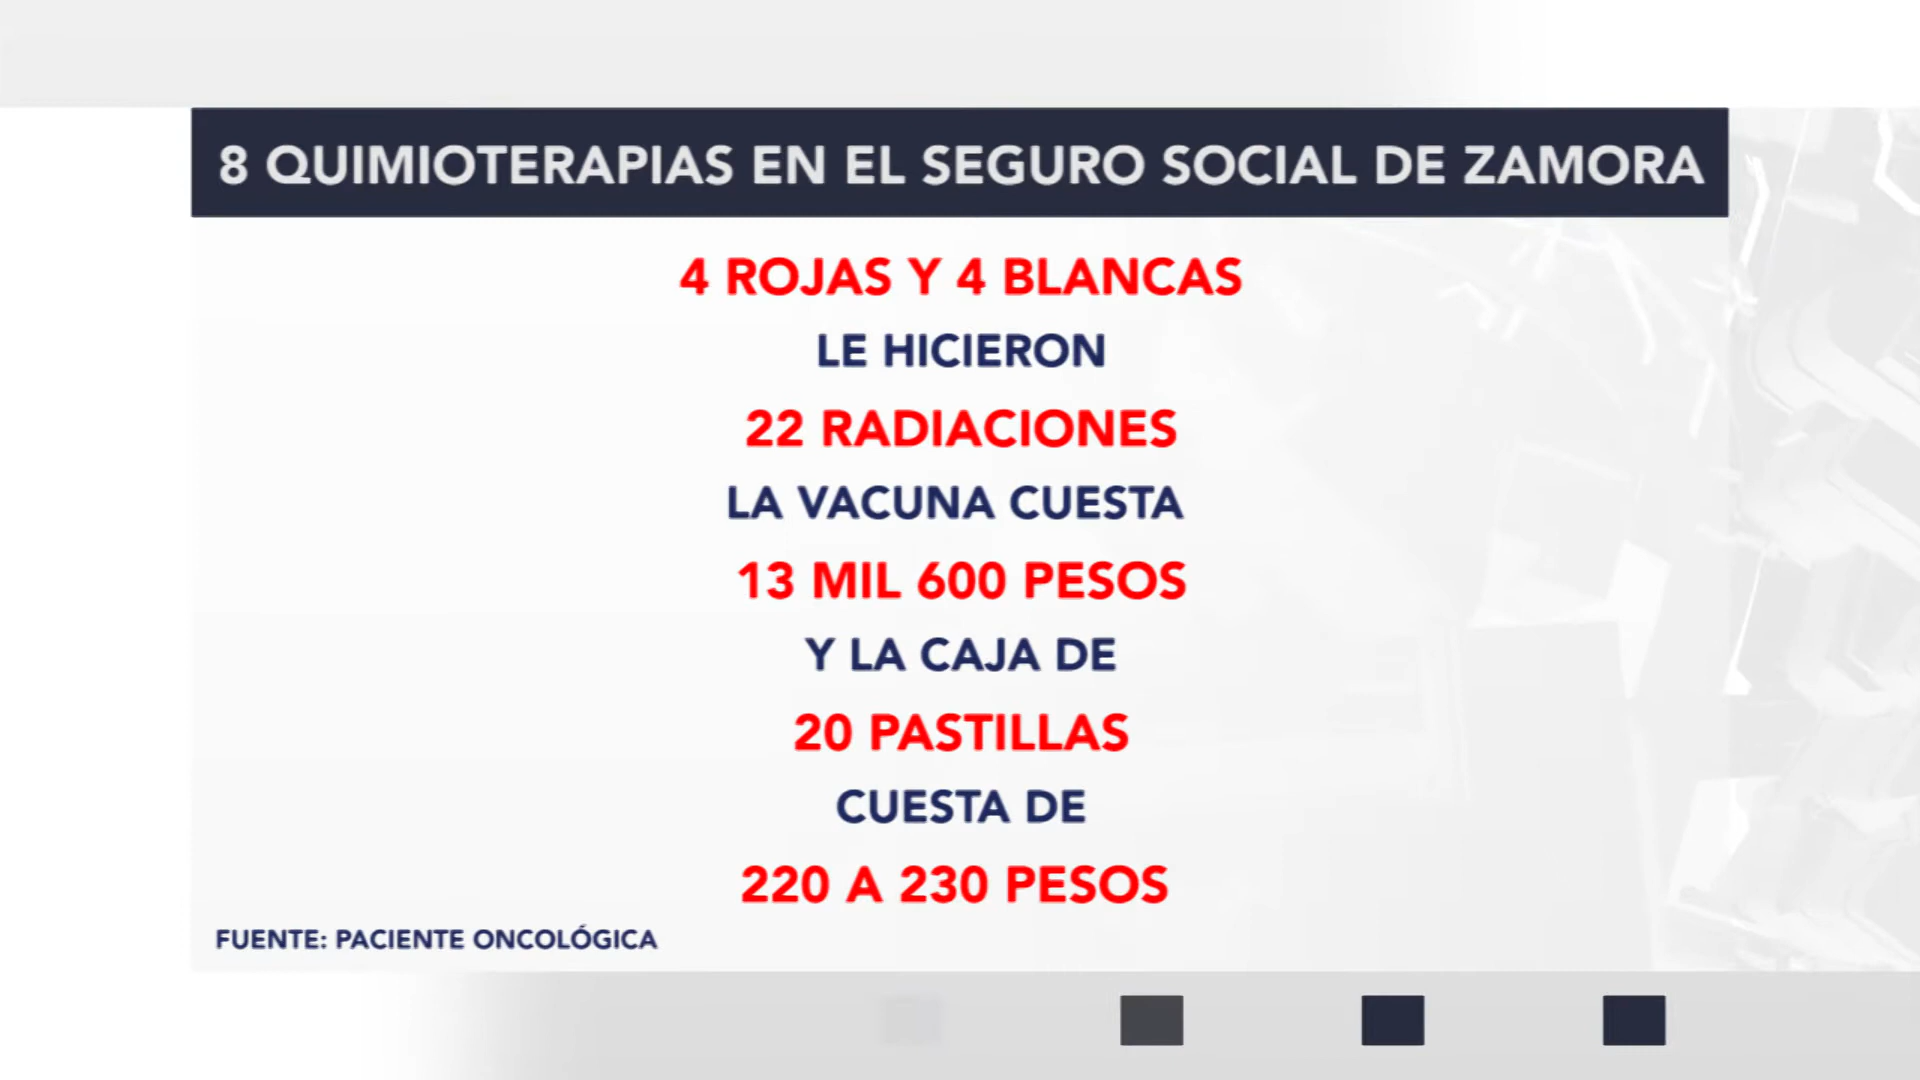 8 QUIMIOTERAPIAS EN EL SEGURO SOCIAL DE ZAMORA
4 ROJAS Y 4 BLANCAS
LE HICIERON
22 RADIACIONES
LA VACUNA CUESTA
13 MIL 600 PESOS
Y LA CAJA DE
20 PASTILLAS
CUESTA DE
220 A 230 PESOS
FUENTE: PACIENTE ONCOLÓGICA